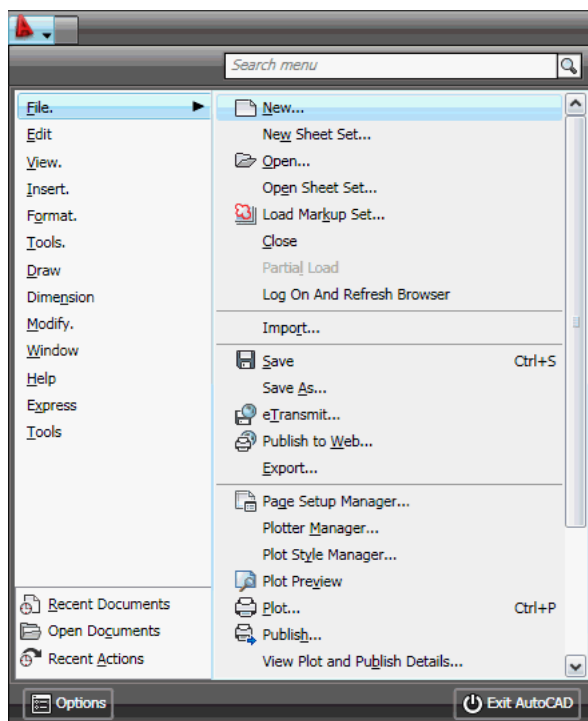 Search menu
File.
Edit
View.
Insert.
Format.
Tools.
Draw
Dimension
Modify.
Window
Help
Express
Tools
Recent Documents
Open Documents
Recent Actions
New...
New Sheet Set...
Open...
Open Sheet Set...
Load Markup Set...
Close
Partial Load
Log On And Refresh Browser
Import...
Save Ctrl+S
Save As...
eTransmit...
Publish to Web...
Export...
Page Setup Manager...
Plotter Manager...
Plot Style Manager...
Plot Preview
Plot... Ctrl+P
Publish...
View Plot and Publish Details...
Options
Exit AutoCAD